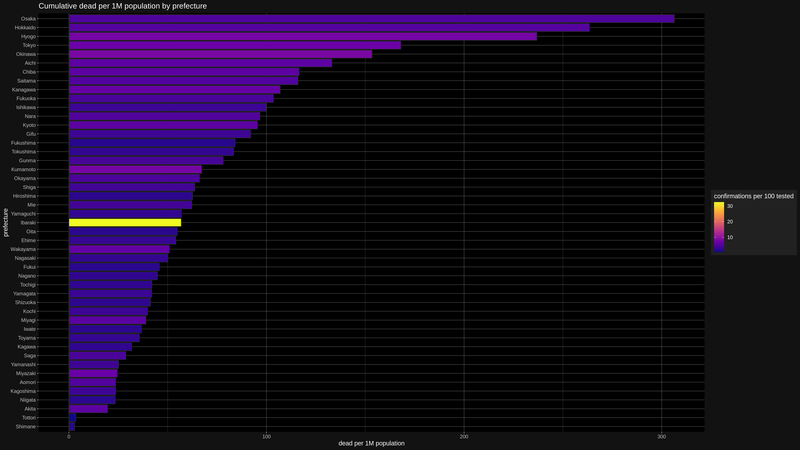 Cumulative dead per 1M population by prefecture
prefecture
Osaka
Hokkaido
Hyogo
Tokyo
Okinawa
Aichi
Chiba
Saitama
Kanagawa
Fukuoka
Ishikawa
Nara
Kyoto
Gifu
Fukushima
Tokushima
Gunma
Kumamoto
Okayama
Shiga
Hiroshima
Mie
Yamaguchi
Ibaraki
Oita
Ehime
Wakayama
Nagasaki
Fukui
Nagano
Tochigi
Yamagata
Shizuoka
Kochi
Miyagi
Iwate
Toyama
Kagawa
Saga
Yamanashi
Miyazaki
Aomori
Kagoshima
Niigata
Akita
Tottori
Shimane
0 100 200 300
dead per 1M population
confirmations per 100 tested
30
20
10